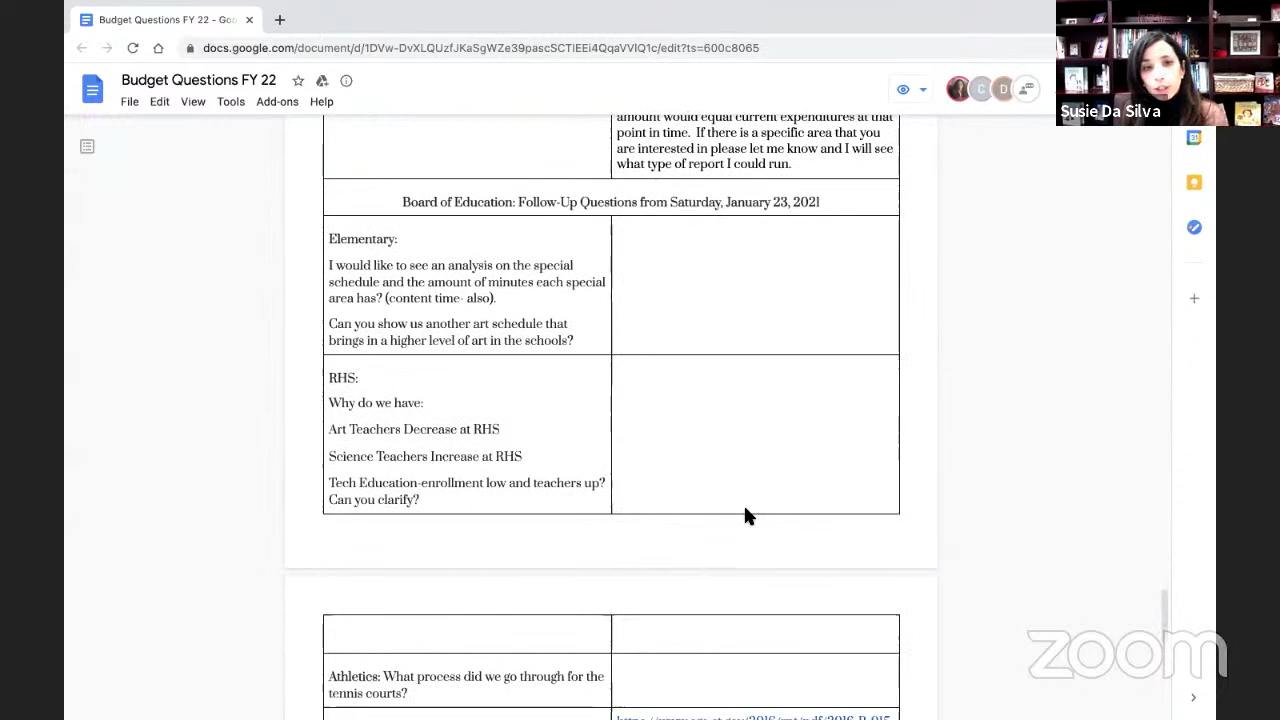 Budget Questions FY 22 - Goo
docs.google.com/document/d/1DVw-DvXLQUzfJKaSgWZe39pascSCTIEEi4QqaVVIQ1c/edit?ts=600c8065
Susie Da Silva
Budget Questions FY 22
File Edit View Tools Add-ons Help
C D
amount would equal current expenditures at that
point in time. If there is a specific area that you
are interested in please let me know and I will see
what type of report I could run.
Board of Education: Follow-Up Questions from Saturday, January 23, 2021
Elementary:
I would like to see an analysis on the special
schedule and the amount of minutes each special
area has? (content time- also).
Can you show us another art schedule that
brings in a higher level of art in the schools?
RHS:
Why do we have:
Art Teachers Decrease at RHS
Science Teachers Increase at RHS
Tech Education-enrollment low and teachers up?
Can you clarify?
Athletics: What process did we go through for the
tennis courts?
zoom